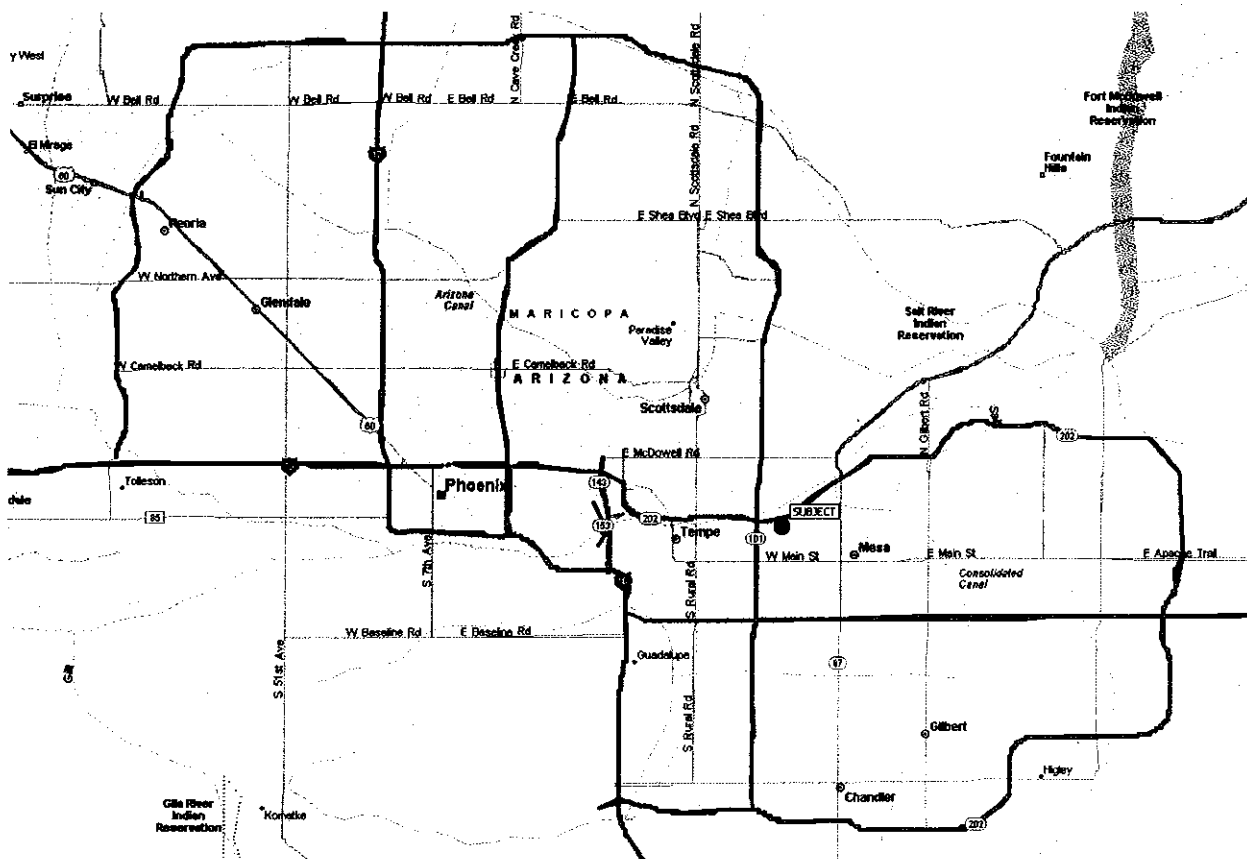 N Cave Creek Rd
N Scottsdale Rd
y West
Surprise
W Bell Rd
W Bell Rd
W Bell Rd
E Bell Rd
E Bell Rd
Fort McDowell
Indian
Reservation
El Mirage
60
Sun City
Fountain
Hills
N Scottsdale Rd
Peoria
E Shea Blvd
E Shea Blvd
W Northern Ave
Arizona
Canal
Glendale
MARICOPA
Paradise
Valley
Salt River
Indian
Reservation
W Camelback Rd
E Camelback Rd
ARIZONA
Scottsdale
N Gilbert Rd
60
202
E McDowell Rd
Tolleson
dale
85
Phoenix
143
153
202
SUBJECT
Tempe
101
Mesa
W Main St
E Main St
E Apache Trail
Consolidated
Canal
S 7th Ave
S Rural Rd
W Baseline Rd
E Baseline Rd
Guadalupe
87
S 51st Ave
S Rural Rd
Gilbert
Higley
Chandler
Gila River
Indian
Reservation
Komatke
202